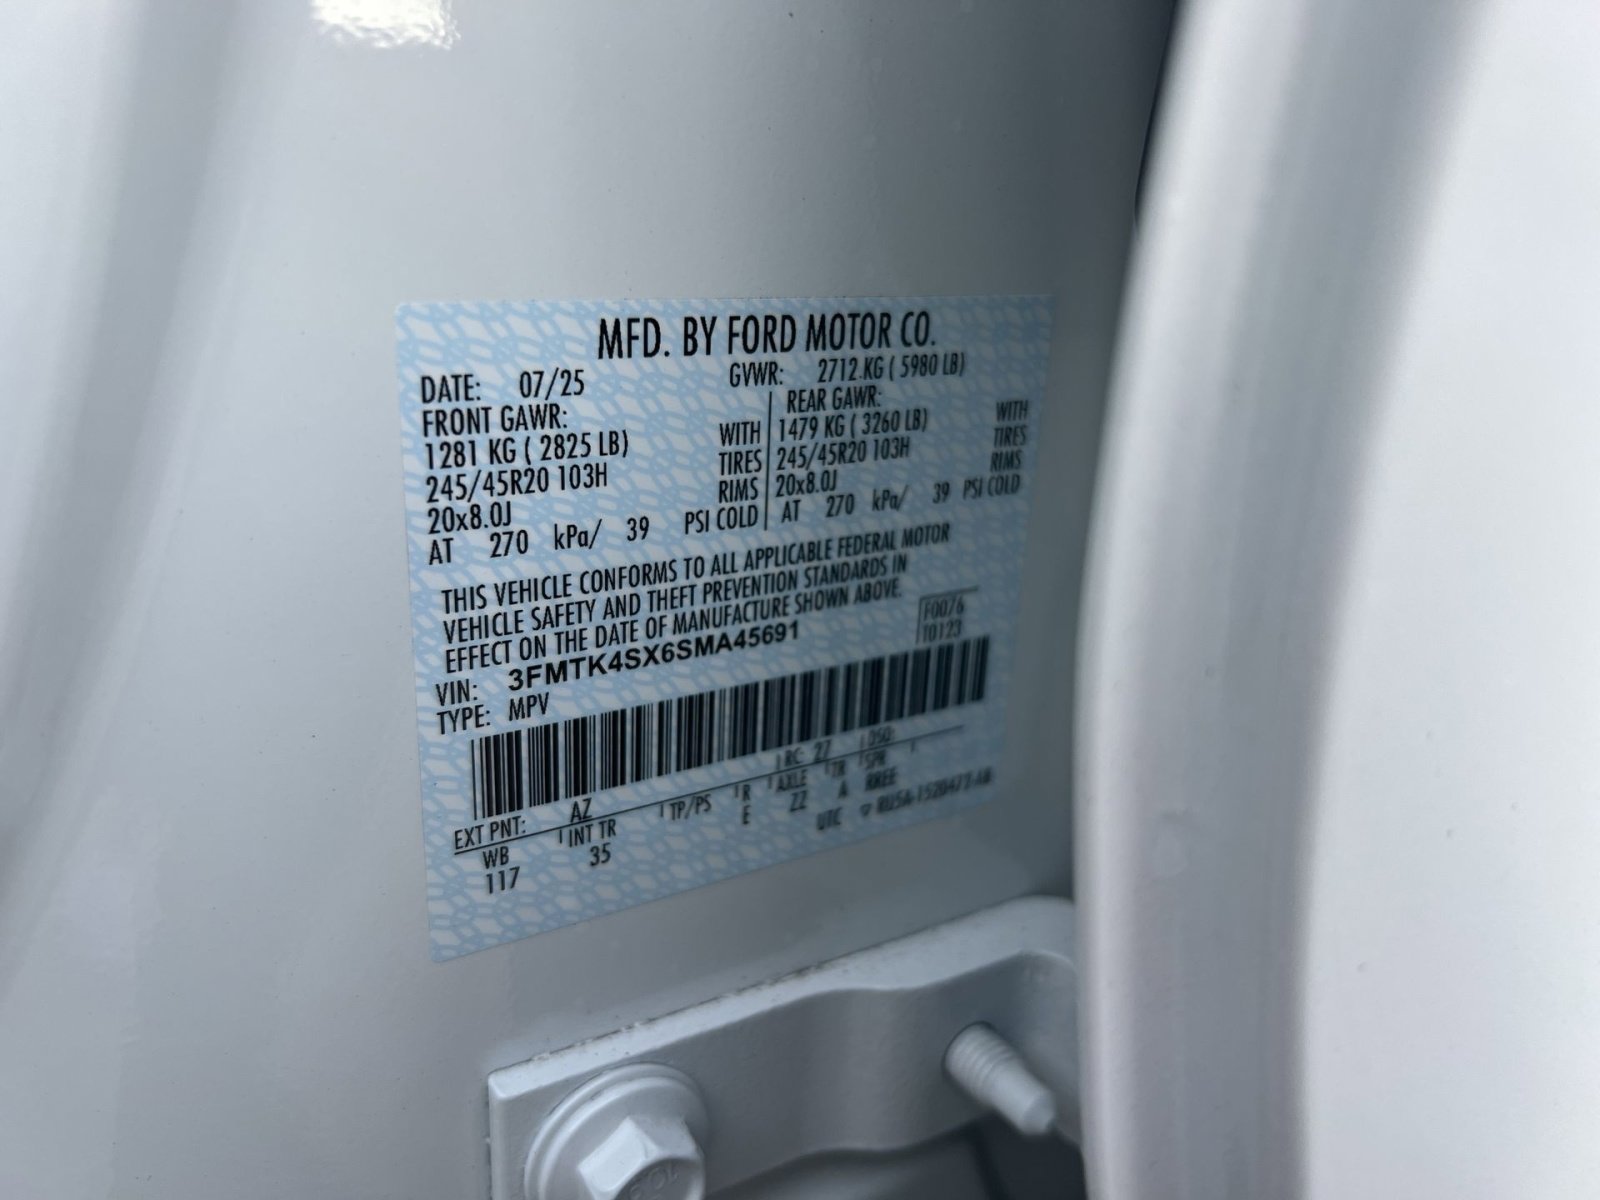 MFD. BY FORD MOTOR CO.
DATE: 07/25 GVWR: 2712 KG ( 5980 LB)
FRONT GAWR: REAR GAWR:
1281 KG ( 2825 LB) WITH 1479 KG ( 3260 LB) WITH
245/45R20 103H TIRES 245/45R20 103H TIRES
20x8.0J RIMS 20x8.0J RIMS
AT 270 kPa/ 39 PSI COLD AT 270 kPa/ 39 PSI COLD
THIS VEHICLE CONFORMS TO ALL APPLICABLE FEDERAL MOTOR
VEHICLE SAFETY AND THEFT PREVENTION STANDARDS IN
EFFECT ON THE DATE OF MANUFACTURE SHOWN ABOVE.
F0076
T0123
VIN: 3FMTK4SX6SMA45691
TYPE: MPV
EXT PNT: AZ RC: 27 DSO:
WB INT TR TP/PS R AXLE TR SPR
117 35 E ZZ A RREE
UTC